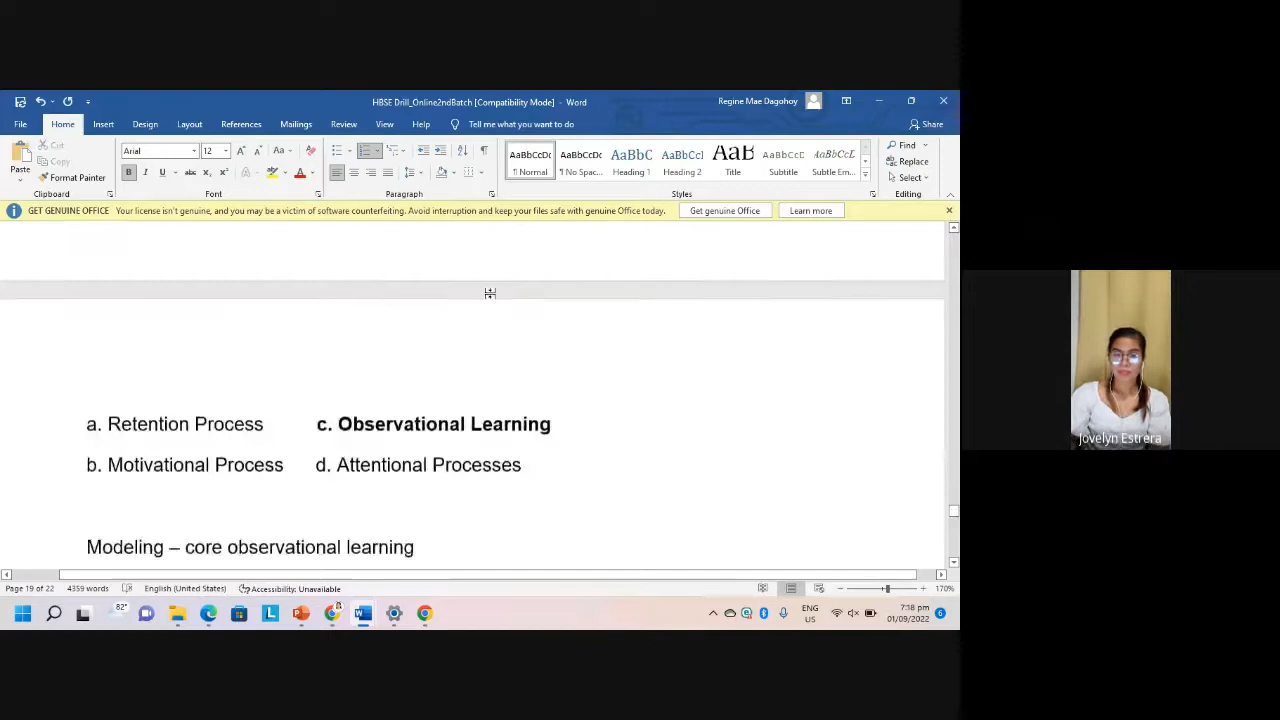 HBSE Drill_Online2ndBatch [Compatibility Mode] – Word
Regine Mae Dagohoy
File Home Insert Design Layout References Mailings Review View Help Tell me what you want to do Share
Paste
Cut
Copy
Format Painter
Clipboard
Arial 12
Font
Paragraph
AaBbCcDc AaBbCcDc AaBbC AaBbCcI AaB AaBbCcD AaBbCcE
¶ Normal ¶ No Spac... Heading 1 Heading 2 Title Subtitle Subtle Em...
Styles
Find
Replace
Select
Editing
GET GENUINE OFFICE Your license isn't genuine, and you may be a victim of software counterfeiting. Avoid interruption and keep your files safe with genuine Office today. Get genuine Office Learn more
a. Retention Process c. Observational Learning
b. Motivational Process d. Attentional Processes
Modeling – core observational learning
Page 19 of 22 4359 words English (United States) Accessibility: Unavailable 170%
82°
ENG
US
7:18 pm
01/09/2022
6
Jovelyn Estrera